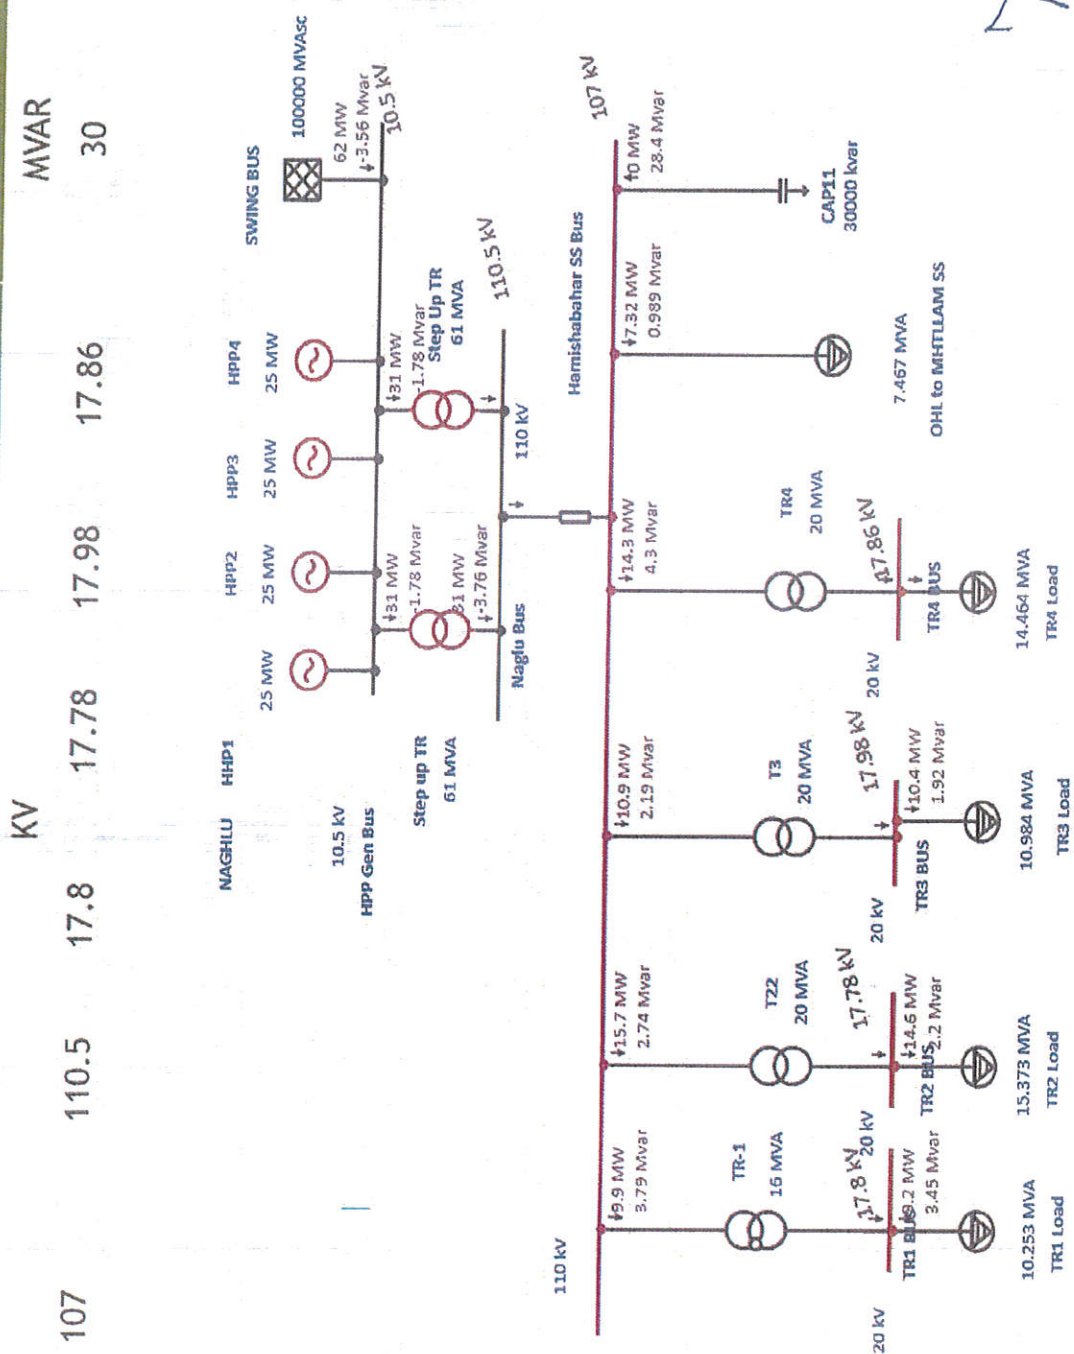 KV
MVAR
107 110.5 17.8 17.78 17.98 17.86 30
NAGHLU
HHP1
HPP2
HPP3
HPP4
SWING BUS
25 MW
25 MW
25 MW
25 MW
100000 MVAsc
62 MW
-3.56 Mvar
10.5 kV
10.5 kV
HPP Gen Bus
31 MW
-1.78 Mvar
31 MW
-1.78 Mvar
Step up TR
61 MVA
Step Up TR
61 MVA
31 MW
-3.76 Mvar
110.5 kV
Naglu Bus
110 kV
110 kV
Hamishabahar SS Bus
107 kV
9.9 MW
3.79 Mvar
15.7 MW
2.74 Mvar
10.9 MW
2.19 Mvar
14.3 MW
4.3 Mvar
7.32 MW
0.989 Mvar
0 MW
28.4 Mvar
TR-1
16 MVA
T22
20 MVA
T3
20 MVA
TR4
20 MVA
CAP11
30000 kvar
20 kV
17.8 kV
20 kV
17.78 kV
20 kV
17.98 kV
20 kV
17.86 kV
TR1 BUS
9.2 MW
3.45 Mvar
TR2 BUS
14.6 MW
2.2 Mvar
TR3 BUS
10.4 MW
1.92 Mvar
TR4 BUS
7.467 MVA
OHL to MHTLLAM SS
10.253 MVA
TR1 Load
15.373 MVA
TR2 Load
10.984 MVA
TR3 Load
14.464 MVA
TR4 Load